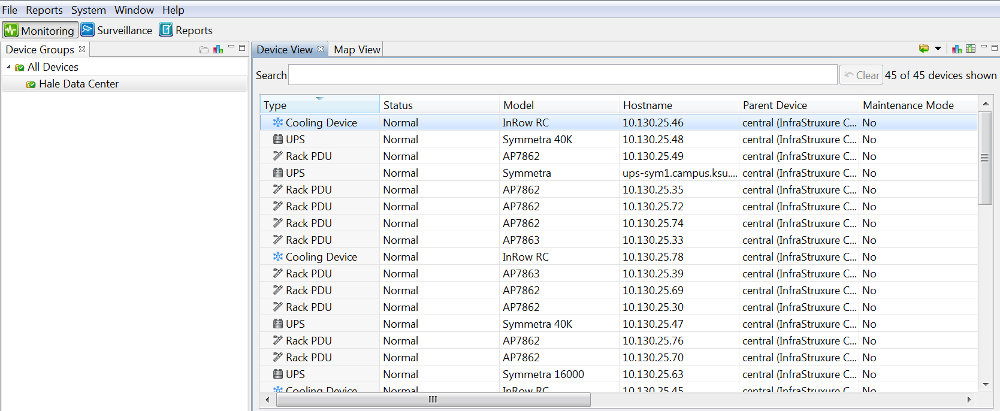 File Reports System Window Help
Monitoring Surveillance Reports
Device Groups
All Devices
Hale Data Center
Device View Map View
Search Clear 45 of 45 devices shown
Type Status Model Hostname Parent Device Maintenance Mode
Cooling Device Normal InRow RC 10.130.25.46 central (InfraStruxure C... No
UPS Normal Symmetra 40K 10.130.25.48 central (InfraStruxure C... No
Rack PDU Normal AP7862 10.130.25.49 central (InfraStruxure C... No
UPS Normal Symmetra ups-sym1.campus.ksu.... central (InfraStruxure C... No
Rack PDU Normal AP7862 10.130.25.35 central (InfraStruxure C... No
Rack PDU Normal AP7862 10.130.25.72 central (InfraStruxure C... No
Rack PDU Normal AP7862 10.130.25.74 central (InfraStruxure C... No
Rack PDU Normal AP7863 10.130.25.33 central (InfraStruxure C... No
Cooling Device Normal InRow RC 10.130.25.78 central (InfraStruxure C... No
Rack PDU Normal AP7863 10.130.25.39 central (InfraStruxure C... No
Rack PDU Normal AP7862 10.130.25.69 central (InfraStruxure C... No
Rack PDU Normal AP7862 10.130.25.30 central (InfraStruxure C... No
UPS Normal Symmetra 40K 10.130.25.47 central (InfraStruxure C... No
Rack PDU Normal AP7862 10.130.25.76 central (InfraStruxure C... No
Rack PDU Normal AP7862 10.130.25.70 central (InfraStruxure C... No
UPS Normal Symmetra 16000 10.130.25.63 central (InfraStruxure C... No
Cooling Device Normal InRow RC 10.130.25.45 central (InfraStruxure C... No